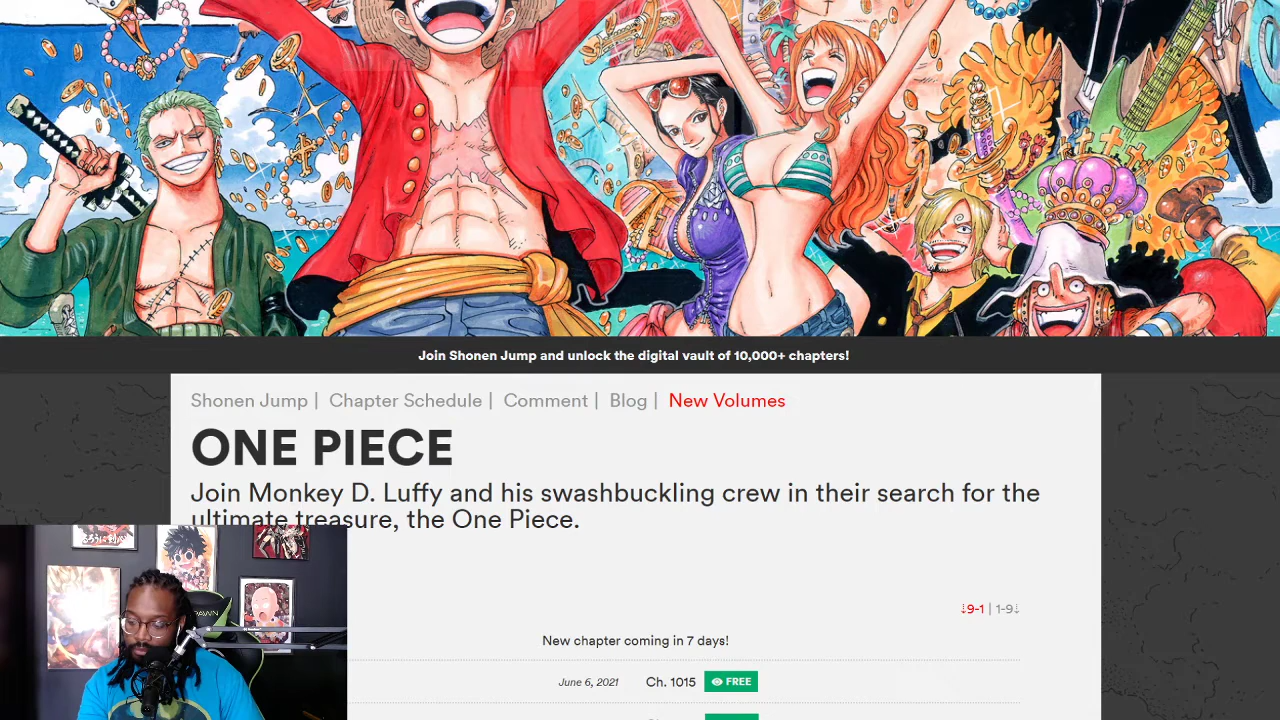 Join Shonen Jump and unlock the digital vault of 10,000+ chapters!
Shonen Jump | Chapter Schedule | Comment | Blog | New Volumes
ONE PIECE
Join Monkey D. Luffy and his swashbuckling crew in their search for the
ultimate treasure, the One Piece.
↓9-1 | 1-9↓
New chapter coming in 7 days!
June 6, 2021 Ch. 1015 FREE